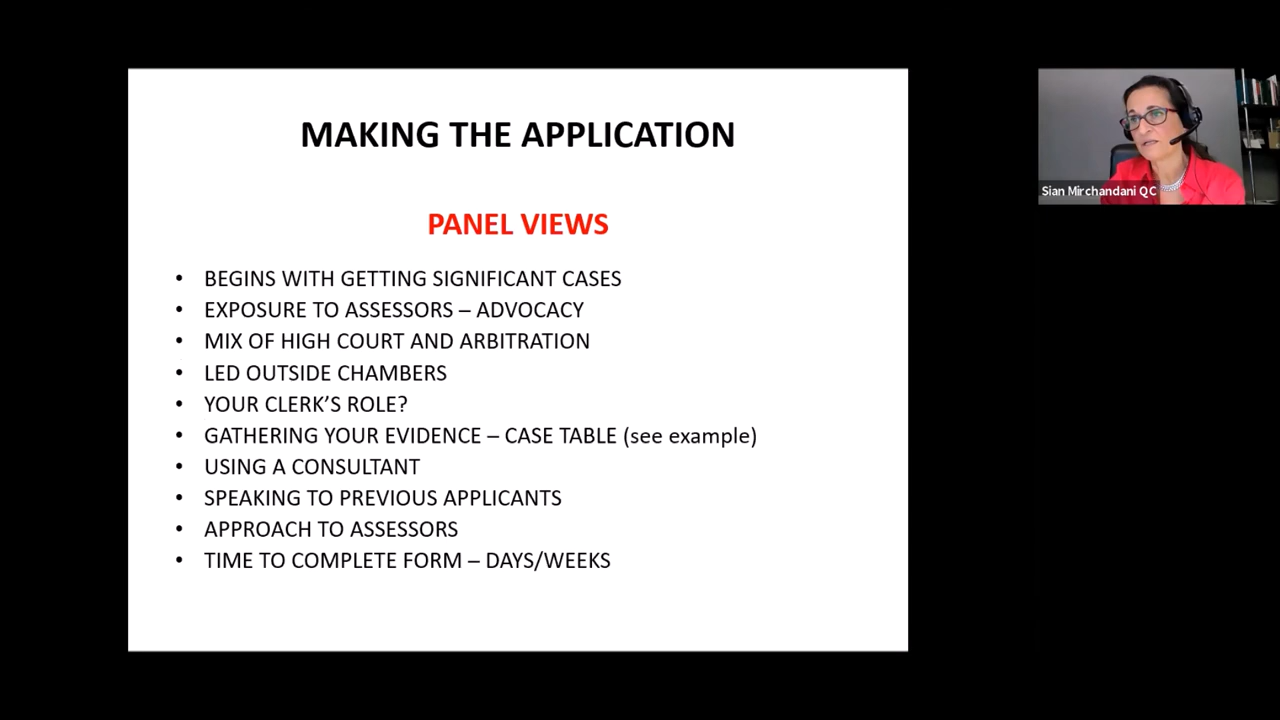 MAKING THE APPLICATION
PANEL VIEWS
• BEGINS WITH GETTING SIGNIFICANT CASES
• EXPOSURE TO ASSESSORS – ADVOCACY
• MIX OF HIGH COURT AND ARBITRATION
• LED OUTSIDE CHAMBERS
• YOUR CLERK’S ROLE?
• GATHERING YOUR EVIDENCE – CASE TABLE (see example)
• USING A CONSULTANT
• SPEAKING TO PREVIOUS APPLICANTS
• APPROACH TO ASSESSORS
• TIME TO COMPLETE FORM – DAYS/WEEKS
Sian Mirchandani QC